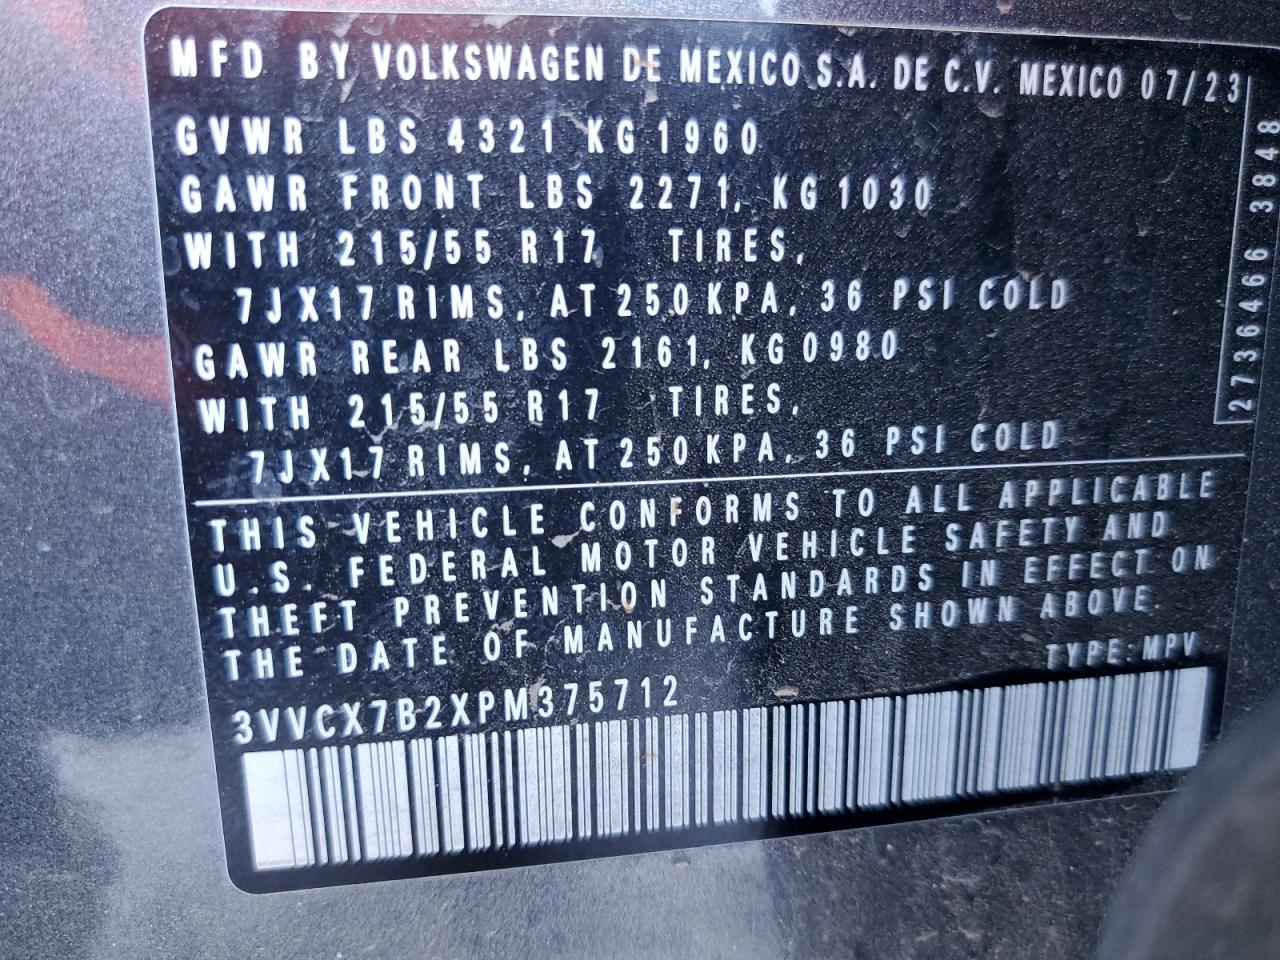 MFD BY VOLKSWAGEN DE MEXICO S.A. DE C.V. MEXICO 07/23
GVWR LBS 4321 KG 1960
GAWR FRONT LBS 2271, KG 1030
WITH 215/55 R17 TIRES,
7JX17 RIMS, AT 250 KPA, 36 PSI COLD
GAWR REAR LBS 2161, KG 0980
WITH 215/55 R17 TIRES,
7JX17 RIMS, AT 250 KPA, 36 PSI COLD
2736466 3848
THIS VEHICLE CONFORMS TO ALL APPLICABLE
U.S. FEDERAL MOTOR VEHICLE SAFETY AND
THEFT PREVENTION STANDARDS IN EFFECT ON
THE DATE OF MANUFACTURE SHOWN ABOVE.
TYPE: MPV
3VVCX7B2XPM375712